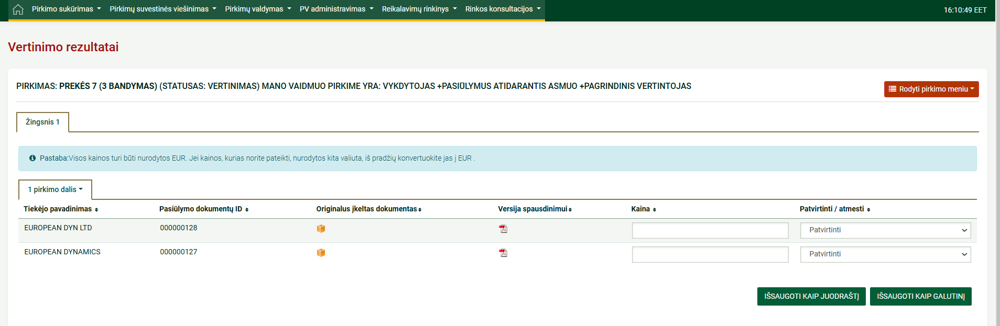 Pirkimo sukūrimas Pirkimų suvestinės viešinimas Pirkimų valdymas PV administravimas Reikalavimų rinkinys Rinkos konsultacijos 16:10:49 EET
Vertinimo rezultatai
PIRKIMAS: PREKĖS 7 (3 BANDYMAS) (STATUSAS: VERTINIMAS) MANO VAIDMUO PIRKIME YRA: VYKDYTOJAS +PASIŪLYMUS ATIDARANTIS ASMUO +PAGRINDINIS VERTINTOJAS
Rodyti pirkimo meniu
Žingsnis 1
Pastaba:Visos kainos turi būti nurodytos EUR. Jei kainos, kurias norite pateikti, nurodytos kita valiuta, iš pradžių konvertuokite jas į EUR .
1 pirkimo dalis
Tiekėjo pavadinimas Pasiūlymo dokumentų ID Originalus įkeltas dokumentas Versija spausdinimui Kaina Patvirtinti / atmesti
EUROPEAN DYN LTD 000000128 Patvirtinti
EUROPEAN DYNAMICS 000000127 Patvirtinti
IŠSAUGOTI KAIP JUODRAŠTĮ IŠSAUGOTI KAIP GALUTINĮ